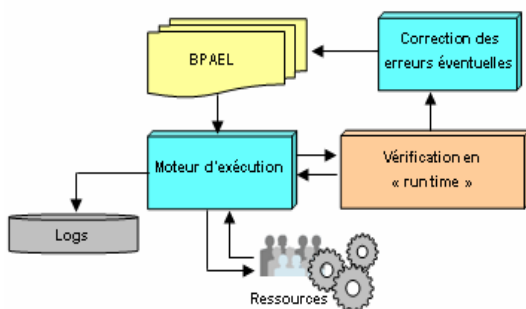 BPAEL
Correction des
erreurs éventuelles
Moteur d'exécution
Vérification en
« runtime »
Logs
Ressources